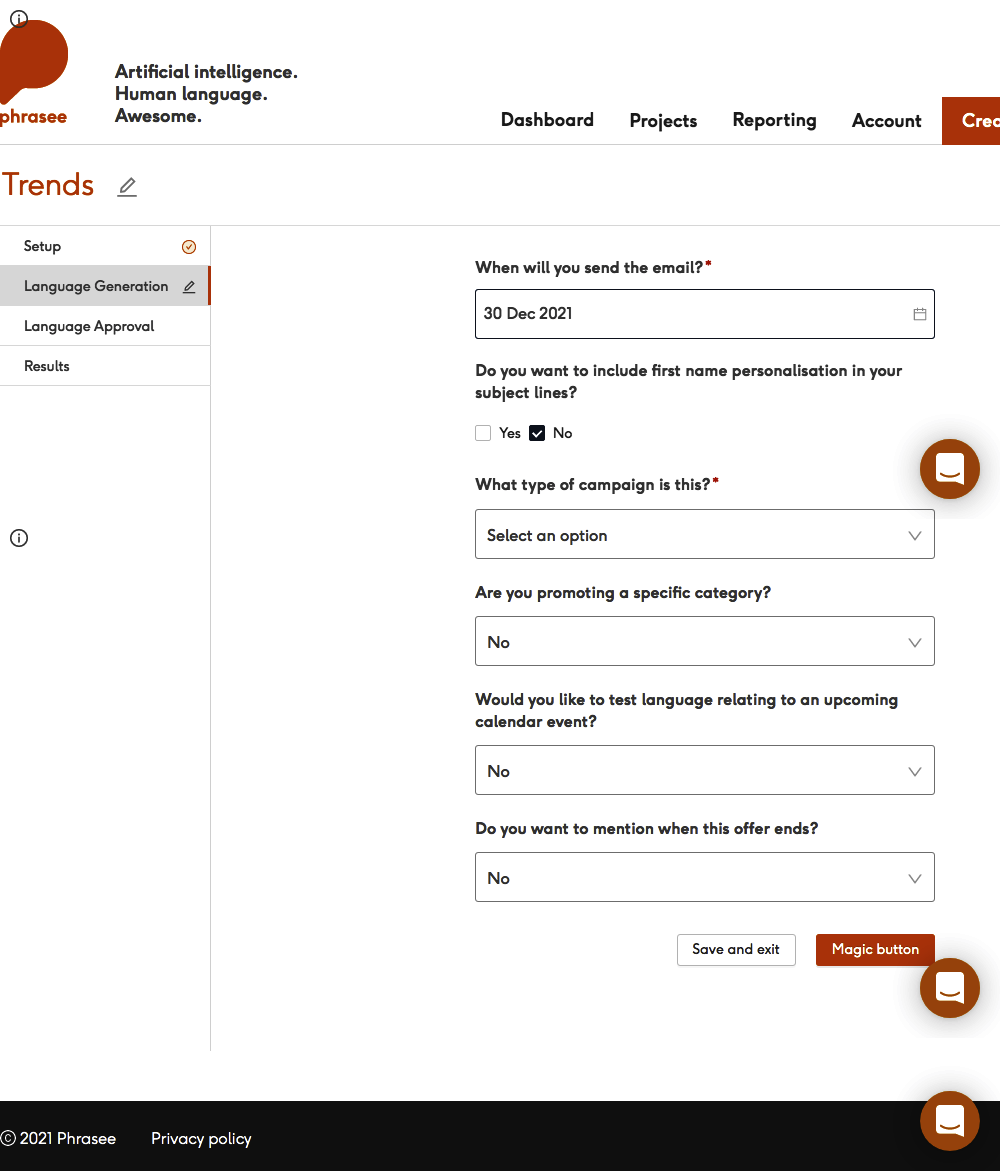 phrasee
Artificial intelligence.
Human language.
Awesome.
Dashboard Projects Reporting Account
Trends
Setup
Language Generation
Language Approval
Results
When will you send the email?*
30 Dec 2021
Do you want to include first name personalisation in your
subject lines?
Yes No
What type of campaign is this?*
Select an option
Are you promoting a specific category?
No
Would you like to test language relating to an upcoming
calendar event?
No
Do you want to mention when this offer ends?
No
Save and exit Magic button
© 2021 Phrasee Privacy policy